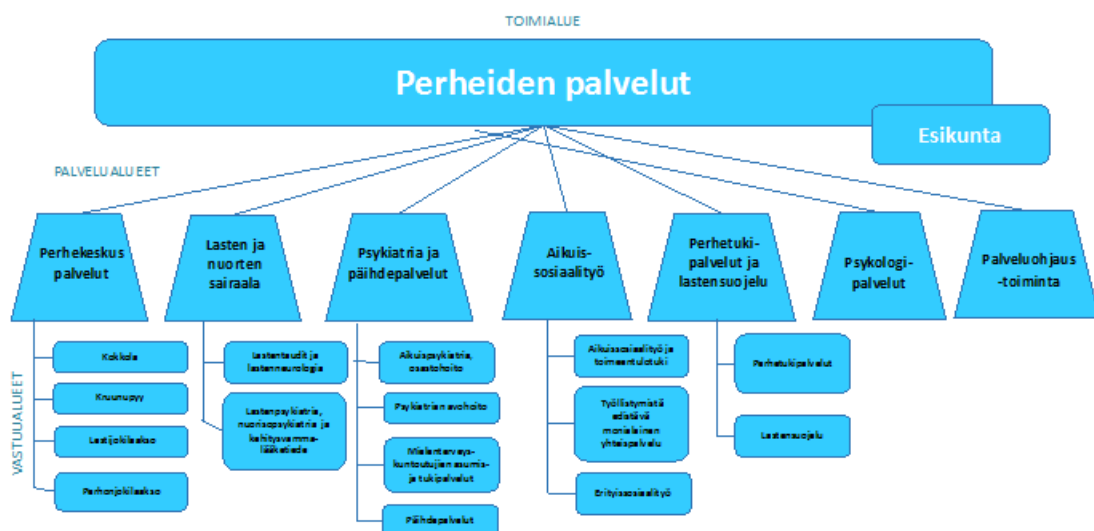 TOIMIALUE
Perheiden palvelut
Esikunta
PALVELUALUEET
Perhekeskus
palvelut
Lasten ja
nuorten
sairaala
Psykiatria ja
päihdepalvelut
Aikuis-
sosiaalityö
Perhetuki-
palvelut ja
lastensuojelu
Psykologi-
palvelut
Palveluohjaus
-toiminta
VASTUUALUEET
Kokkola
Kruunupyy
Lestijokilaakso
Perhonjokilaakso
Lastentaudit ja
lastenneurologia
Lastenpsykiatria,
nuorisopsykiatria ja
kehitysvamma-
lääketiede
Aikuispsykiatria,
osastohoito
Psykiatrian avohoito
Mielenterveys-
kuntoutujien asumis-
ja tukipalvelut
Päihdepalvelut
Aikuissosiaalityö ja
toimeentulotuki
Työllistymistä
edistävä
monialainen
yhteispalvelu
Erityissosiaalityö
Perhetukipalvelut
Lastensuojelu